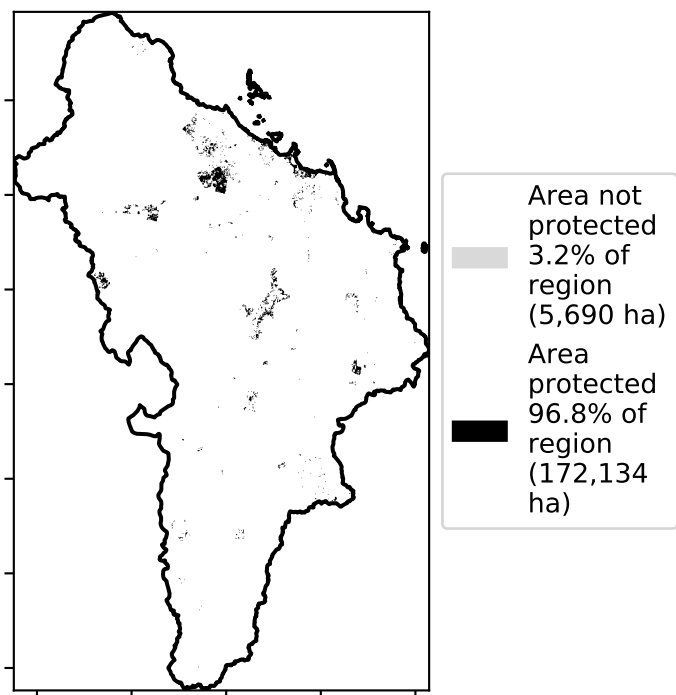 Area not
protected
3.2% of
region
(5,690 ha)
Area
protected
96.8% of
region
(172,134
ha)